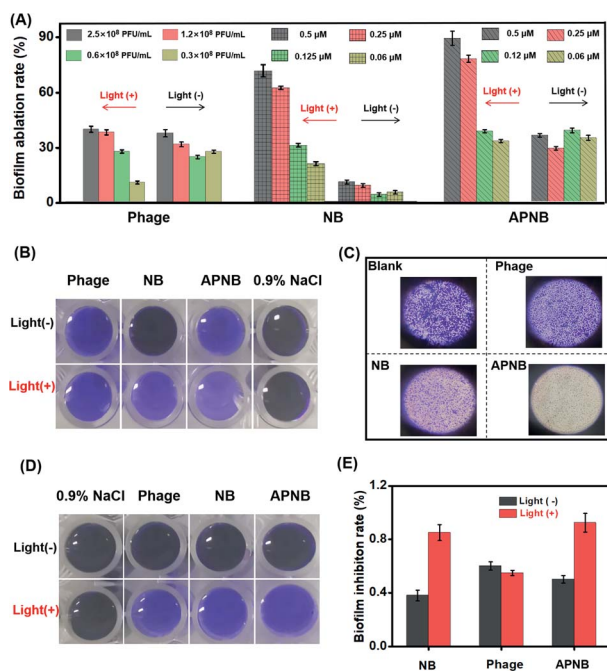 (A)
Biofilm ablation rate (%)
90
60
30
0
2.5×10⁸ PFU/mL
1.2×10⁸ PFU/mL
0.6×10⁸ PFU/mL
0.3×10⁸ PFU/mL
Light (+)
Light (-)
0.5 µM
0.25 µM
0.125 µM
0.06 µM
Light (+)
Light (-)
0.5 µM
0.25 µM
0.12 µM
0.06 µM
Light (+)
Light (-)
Phage
NB
APNB
(B)
Phage
NB
APNB
0.9% NaCl
Light(-)
Light(+)
(C)
Blank
Phage
NB
APNB
(D)
0.9% NaCl
Phage
NB
APNB
Light(-)
Light(+)
(E)
Biofilm inhibiton rate (%)
1.2
0.8
0.4
0.0
Light ( -)
Light (+)
NB
Phage
APNB